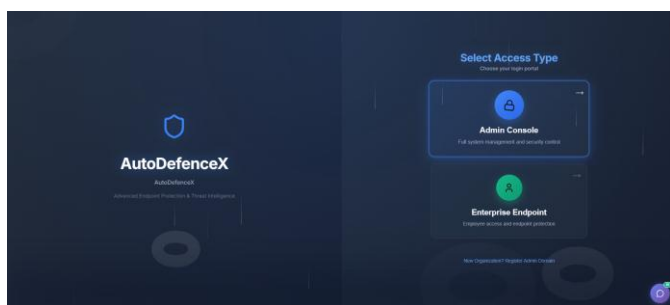 AutoDefenceX
AutoDefenceX
Advanced Endpoint Protection & Threat Intelligence
Select Access Type
Choose your login portal
→
Admin Console
Full system management and security control
→
Enterprise Endpoint
Employee access and endpoint protection
New Organization? Register Admin Domain